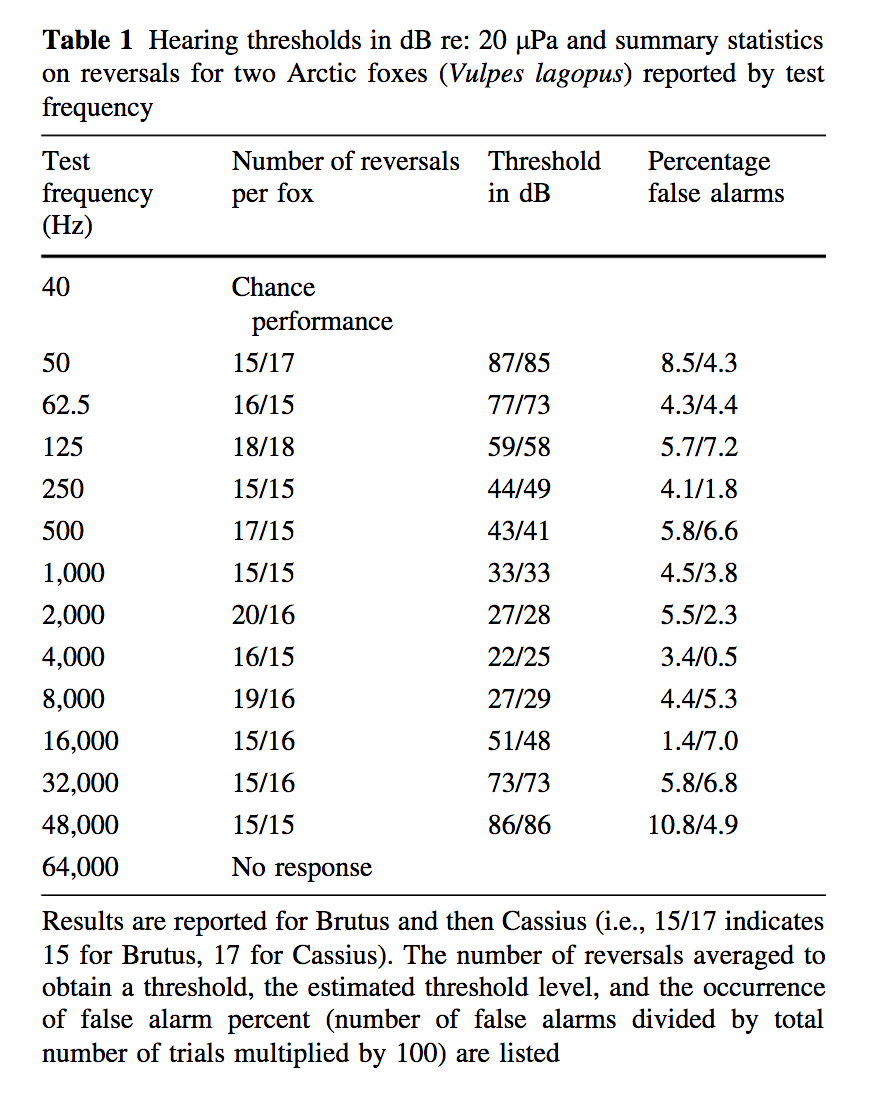 Table 1 Hearing thresholds in dB re: 20 μPa and summary statistics
on reversals for two Arctic foxes (Vulpes lagopus) reported by test
frequency
Test frequency (Hz) Number of reversals per fox Threshold in dB Percentage false alarms
40 Chance performance
50 15/17 87/85 8.5/4.3
62.5 16/15 77/73 4.3/4.4
125 18/18 59/58 5.7/7.2
250 15/15 44/49 4.1/1.8
500 17/15 43/41 5.8/6.6
1,000 15/15 33/33 4.5/3.8
2,000 20/16 27/28 5.5/2.3
4,000 16/15 22/25 3.4/0.5
8,000 19/16 27/29 4.4/5.3
16,000 15/16 51/48 1.4/7.0
32,000 15/16 73/73 5.8/6.8
48,000 15/15 86/86 10.8/4.9
64,000 No response
Results are reported for Brutus and then Cassius (i.e., 15/17 indicates
15 for Brutus, 17 for Cassius). The number of reversals averaged to
obtain a threshold, the estimated threshold level, and the occurrence
of false alarm percent (number of false alarms divided by total
number of trials multiplied by 100) are listed